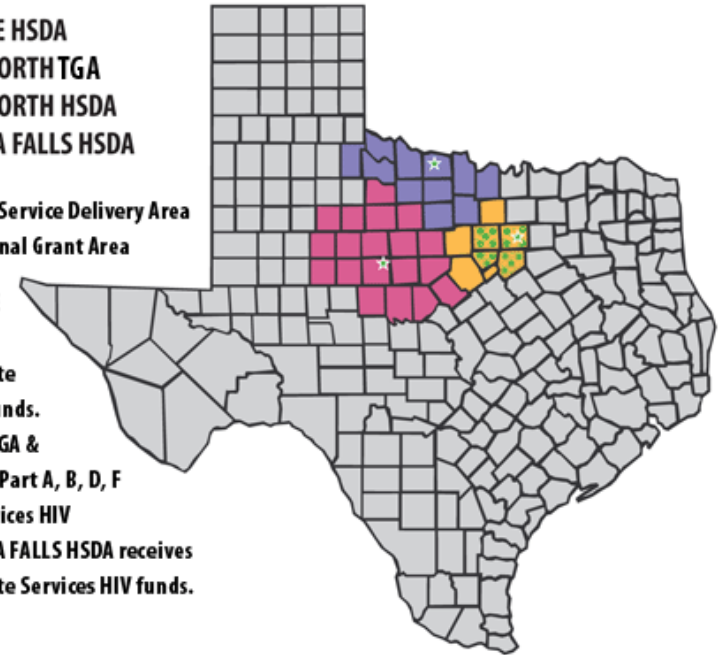 E HSDA
ORTH TGA
ORTH HSDA
A FALLS HSDA
Service Delivery Area
nal Grant Area
te
unds.
GA &
Part A, B, D, F
ices HIV
A FALLS HSDA receives
te Services HIV funds.